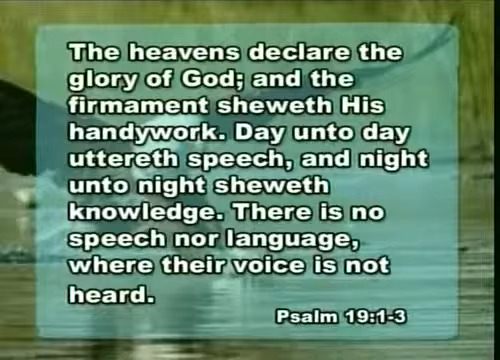 The heavens declare the
glory of God; and the
firmament sheweth His
handywork. Day unto day
uttereth speech, and night
unto night sheweth
knowledge. There is no
speech nor language,
where their voice is not
heard.
Psalm 19:1-3